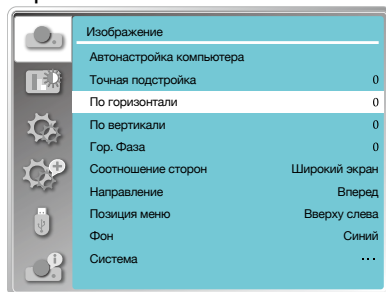 Изображение
Автонастройка компьютера
Точная подстройка 0
По горизонтали 0
По вертикали 0
Гор. Фаза 0
Соотношение сторон Широкий экран
Направление Вперед
Позиция меню Вверху слева
Фон Синий
Система ...